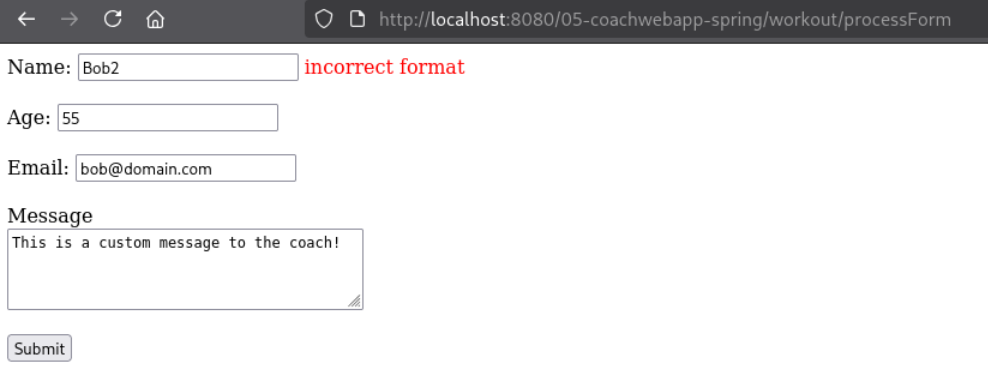 http://localhost:8080/05-coachwebapp-spring/workout/processForm
Name: Bob2 incorrect format
Age: 55
Email: bob@domain.com
Message
This is a custom message to the coach!
Submit